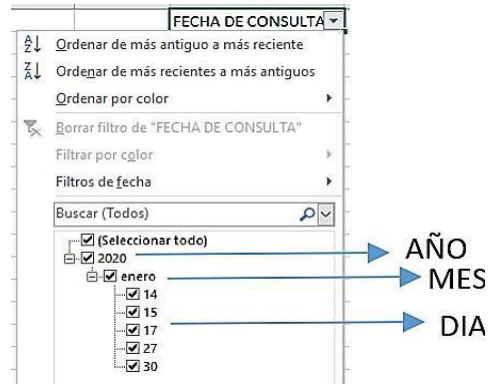 FECHA DE CONSULTA
Ordenar de más antiguo a más reciente
Ordenar de más recientes a más antiguos
Ordenar por color
Borrar filtro de "FECHA DE CONSULTA"
Filtrar por color
Filtros de fecha
Buscar (Todos)
(Seleccionar todo)
2020 AÑO
enero MES
14
15
17 DIA
27
30